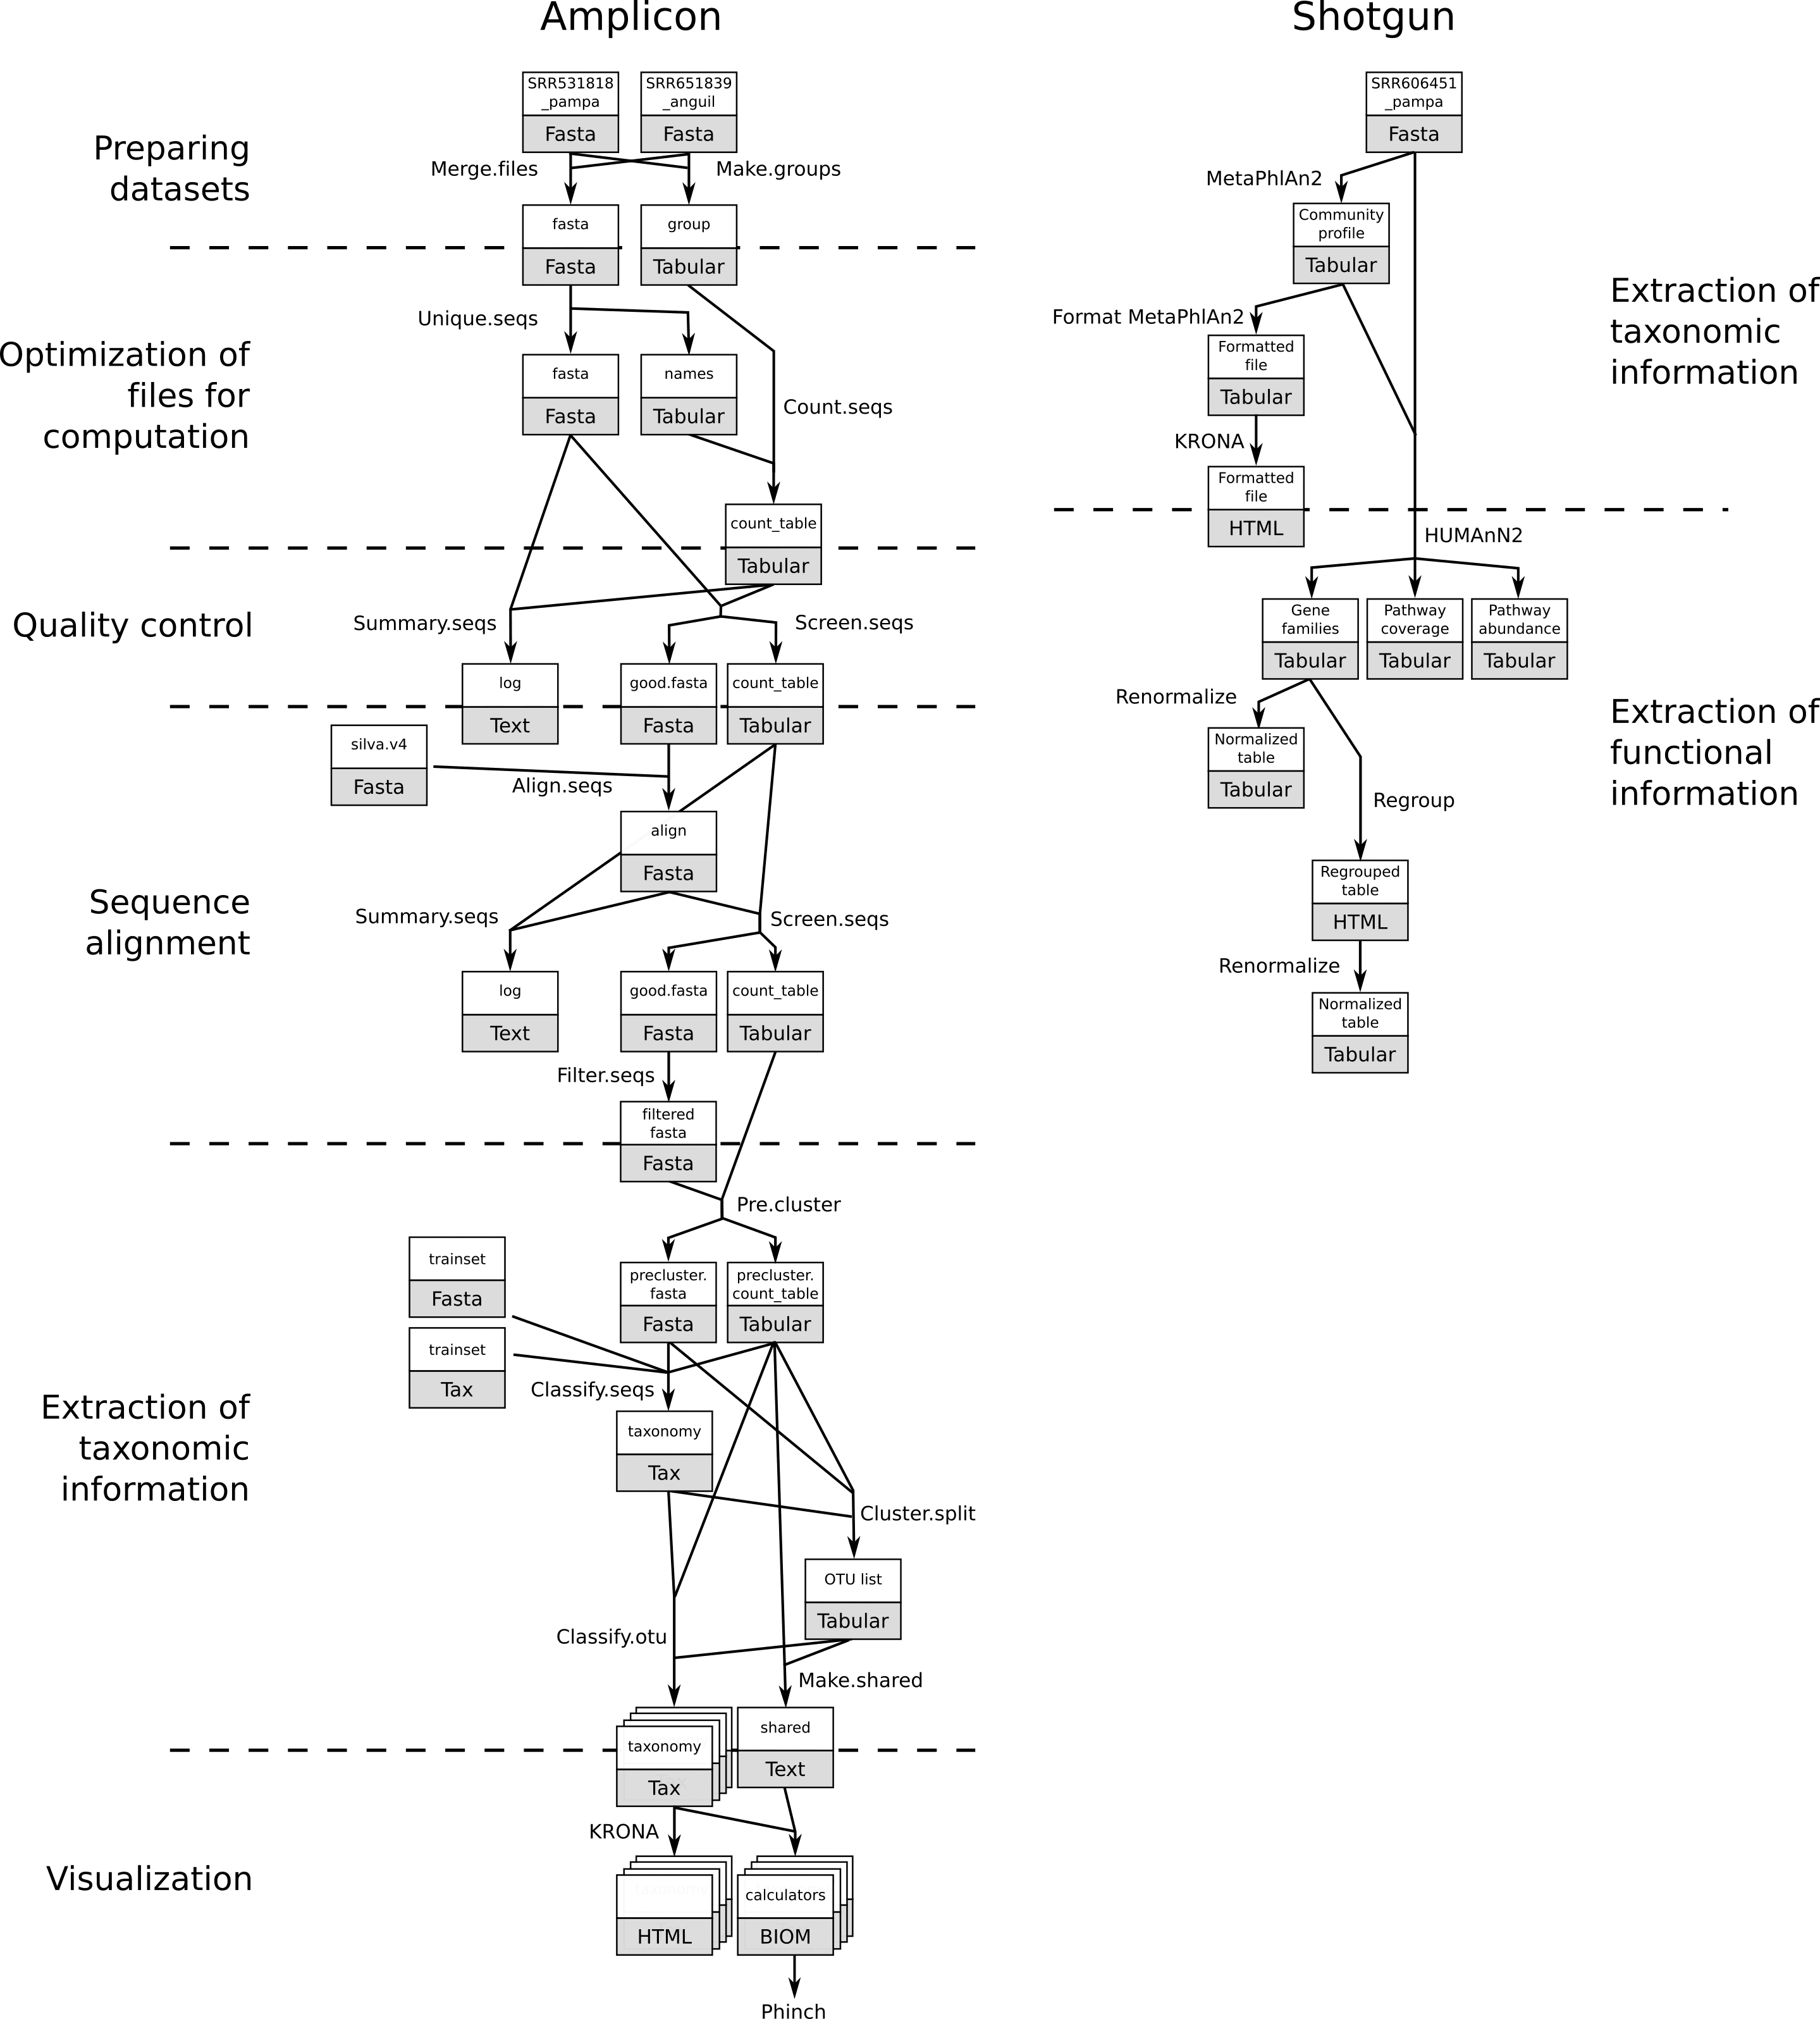 Amplicon
SRR531818
_pampa
Fasta
SRR651839
_anguil
Fasta
Preparing
datasets
Merge.files
Make.groups
fasta
Fasta
group
Tabular
Unique.seqs
Optimization of
files for
computation
fasta
Fasta
names
Tabular
Count.seqs
count_table
Tabular
Quality control
Summary.seqs
Screen.seqs
log
Text
good.fasta
Fasta
count_table
Tabular
silva.v4
Fasta
Align.seqs
align
Fasta
Sequence
alignment
Summary.seqs
Screen.seqs
log
Text
good.fasta
Fasta
count_table
Tabular
Filter.seqs
filtered
fasta
Fasta
Pre.cluster
trainset
Fasta
trainset
Tax
precluster.
fasta
Fasta
precluster.
count_table
Tabular
Classify.seqs
Extraction of
taxonomic
information
taxonomy
Tax
Cluster.split
OTU list
Tabular
Classify.otu
Make.shared
taxonomy
Tax
shared
Text
KRONA
Visualization
HTML
calculators
BIOM
Phinch
Shotgun
SRR606451
_pampa
Fasta
MetaPhlAn2
Community
profile
Tabular
Extraction of
taxonomic
information
Format MetaPhlAn2
Formatted
file
Tabular
KRONA
Formatted
file
HTML
HUMAnN2
Gene
families
Tabular
Pathway
coverage
Tabular
Pathway
abundance
Tabular
Renormalize
Normalized
table
Tabular
Extraction of
functional
information
Regroup
Regrouped
table
HTML
Renormalize
Normalized
table
Tabular